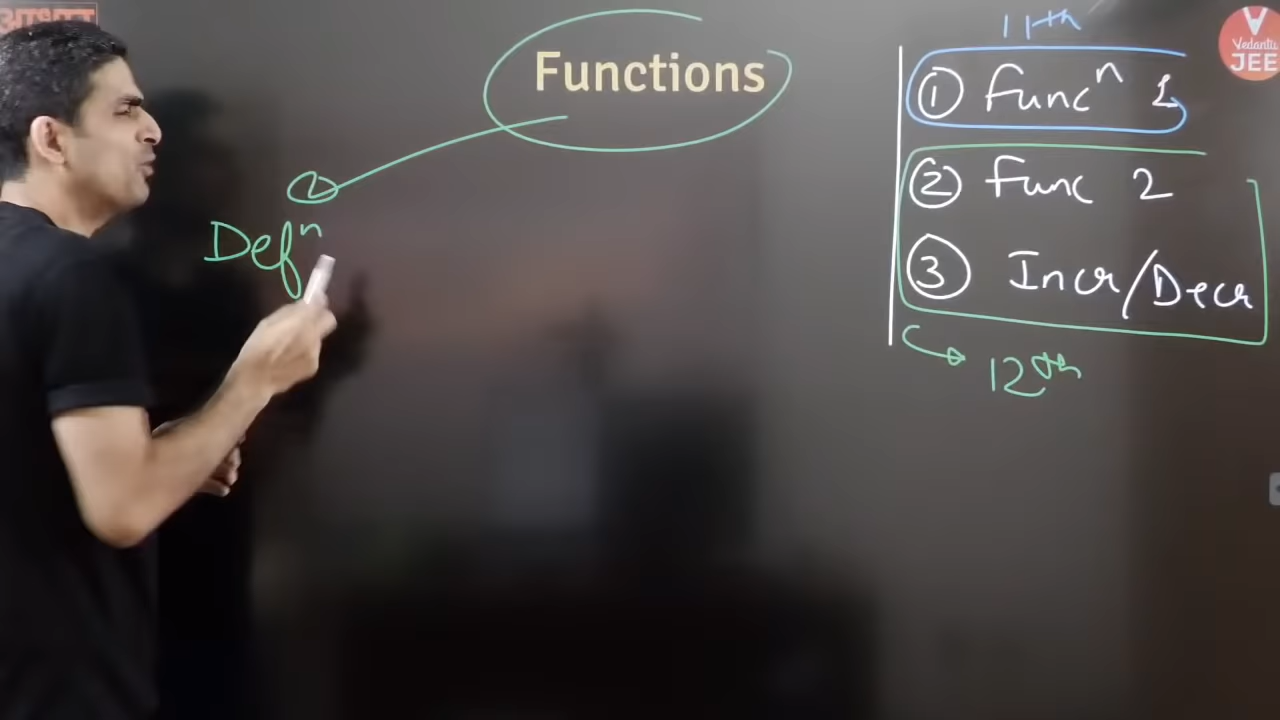 Functions
11th
① Funcⁿ 1
② Func 2
③ Incr/Decr
12th
Defⁿ
Vedantu
JEE